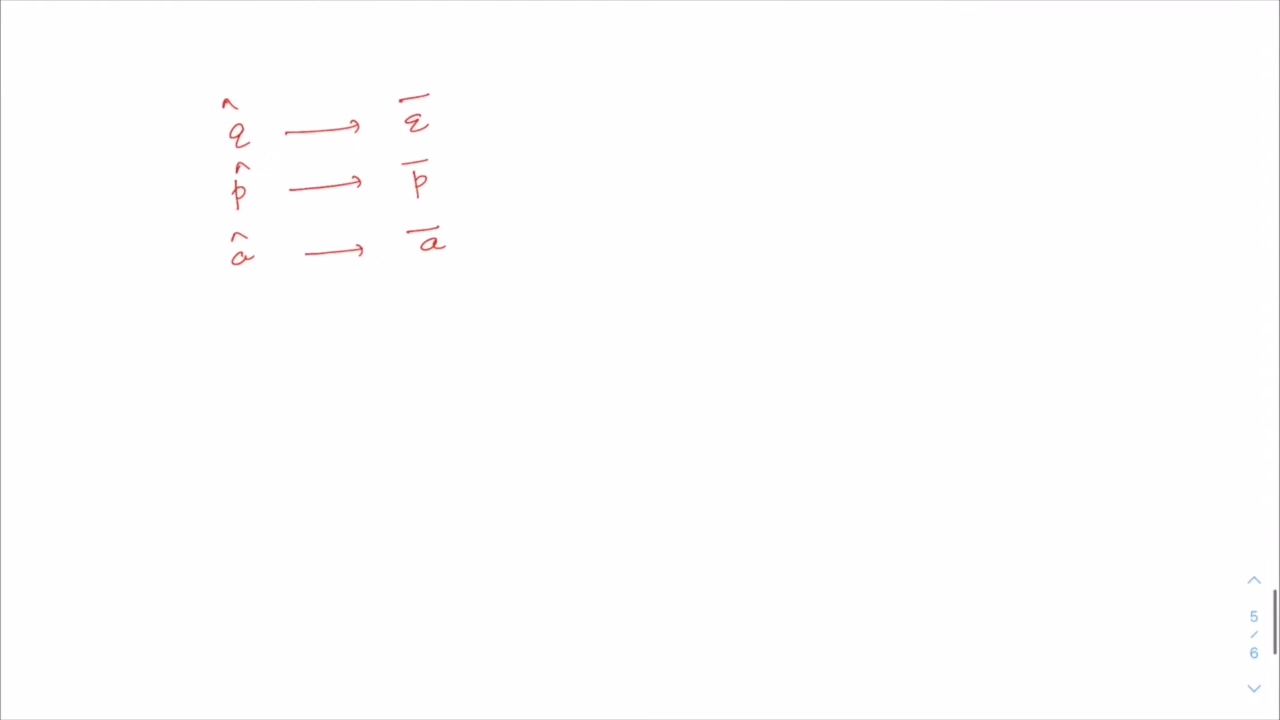 q̂ ⟶ q̅
p̂ ⟶ p̅
â ⟶ a̅
5
/
6